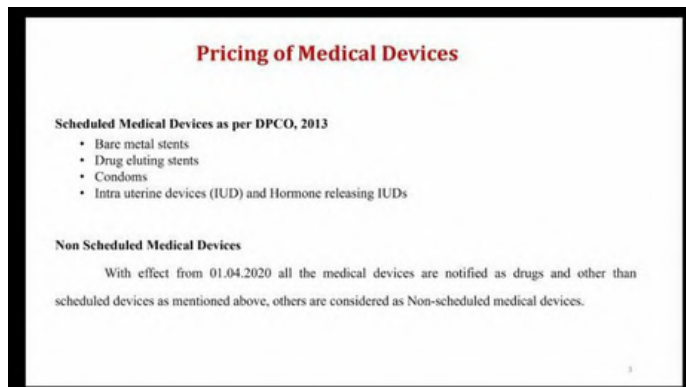 Pricing of Medical Devices
Scheduled Medical Devices as per DPCO, 2013
• Bare metal stents
• Drug eluting stents
• Condoms
• Intra uterine devices (IUD) and Hormone releasing IUDs
Non Scheduled Medical Devices
With effect from 01.04.2020 all the medical devices are notified as drugs and other than
scheduled devices as mentioned above, others are considered as Non-scheduled medical devices.